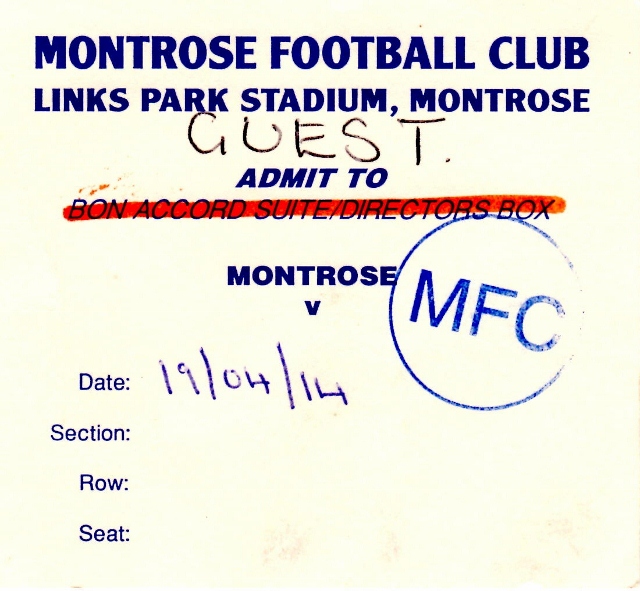 MONTROSE FOOTBALL CLUB
LINKS PARK STADIUM, MONTROSE
GUEST.
ADMIT TO
BON ACCORD SUITE/DIRECTORS BOX
MONTROSE
v
MFC
Date: 19/04/14
Section:
Row:
Seat: